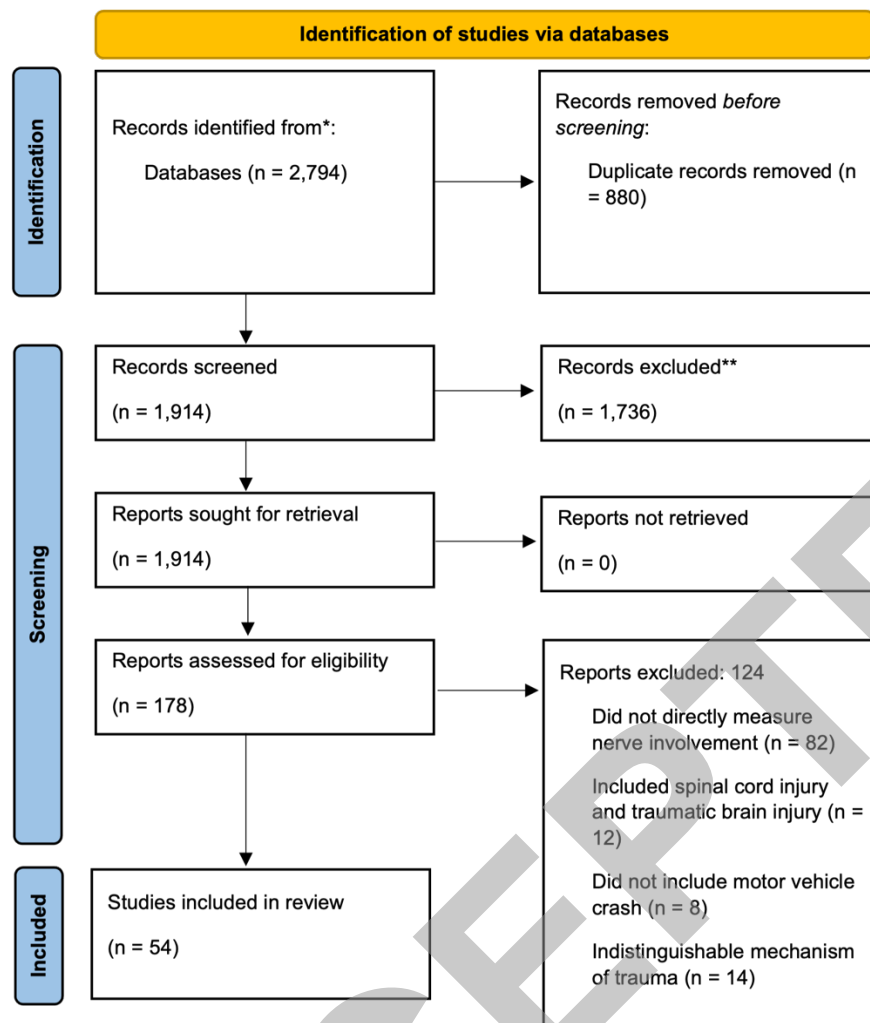 Identification of studies via databases
Identification
Records identified from*:
Databases (n = 2,794)
Records removed before
screening:
Duplicate records removed (n
= 880)
Screening
Records screened
(n = 1,914)
Records excluded**
(n = 1,736)
Reports sought for retrieval
(n = 1,914)
Reports not retrieved
(n = 0)
Reports assessed for eligibility
(n = 178)
Reports excluded: 124
Did not directly measure
nerve involvement (n = 82)
Included spinal cord injury
and traumatic brain injury (n =
12)
Did not include motor vehicle
crash (n = 8)
Indistinguishable mechanism
of trauma (n = 14)
Included
Studies included in review
(n = 54)
CEPTE